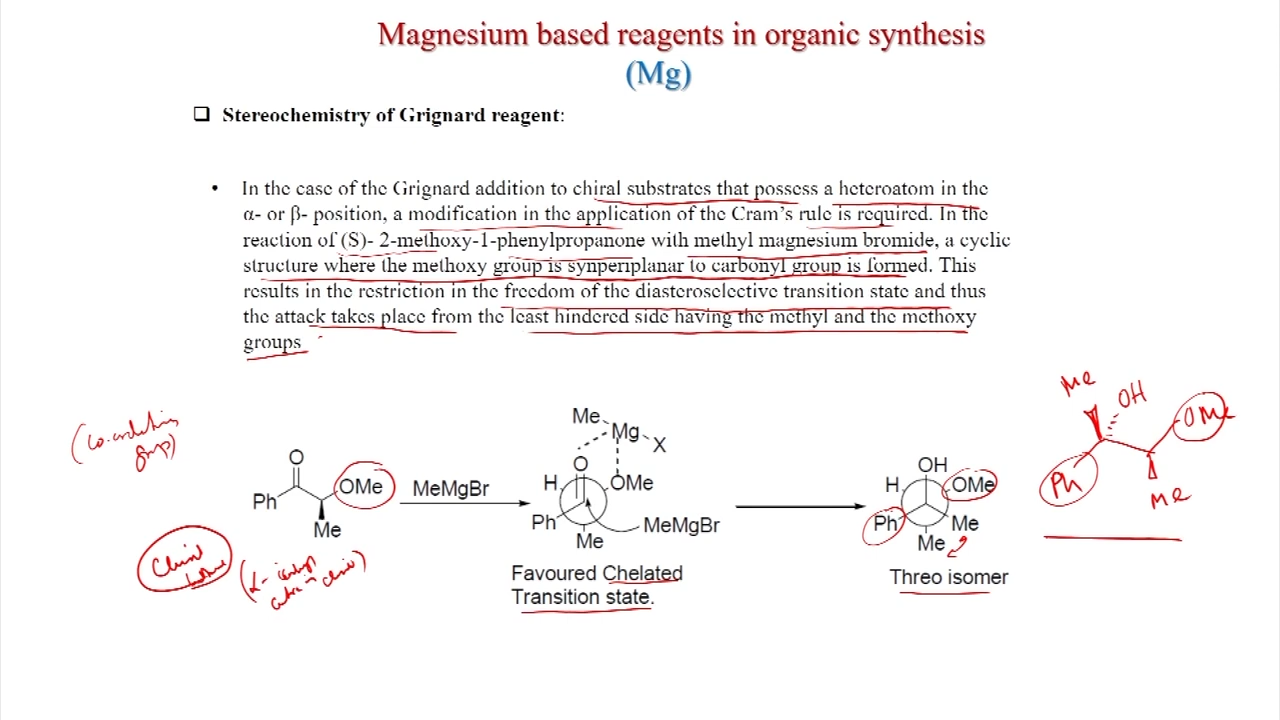 Magnesium based reagents in organic synthesis
(Mg)
❑ Stereochemistry of Grignard reagent:
• In the case of the Grignard addition to chiral substrates that possess a heteroatom in the
α- or β- position, a modification in the application of the Cram's rule is required. In the
reaction of (S)- 2-methoxy-1-phenylpropanone with methyl magnesium bromide, a cyclic
structure where the methoxy group is synperiplanar to carbonyl group is formed. This
results in the restriction in the freedom of the diasteroselective transition state and thus
the attack takes place from the least hindered side having the methyl and the methoxy
groups
O
Ph
OMe
Me
MeMgBr
Me
Mg
X
O
H
OMe
Ph
MeMgBr
Me
Favoured Chelated
Transition state.
OH
H
OMe
Ph
Me
Me
Threo isomer
Me
OH
OMe
Ph
Me